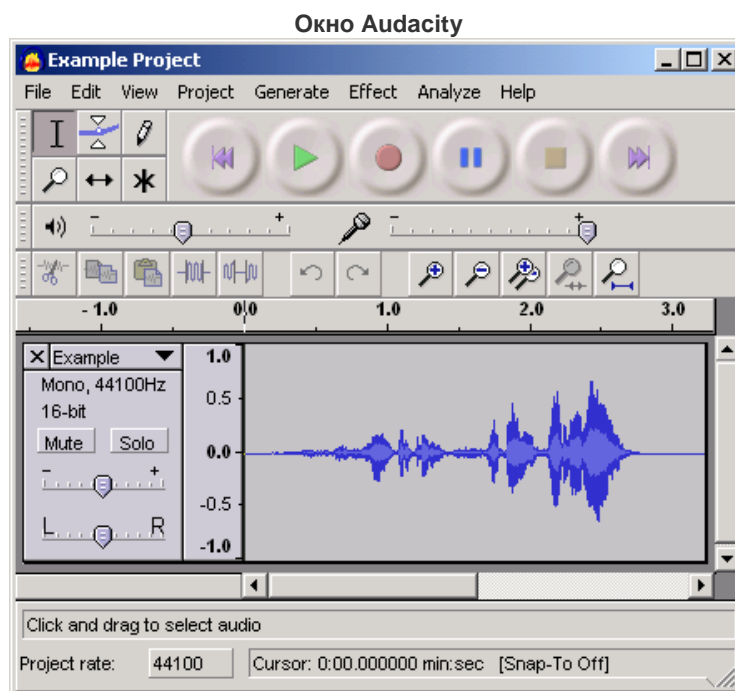 Окно Audacity
Example Project
File Edit View Project Generate Effect Analyze Help
- +
- +
- 1.0 0.0 1.0 2.0 3.0
X Example
Mono, 44100Hz
16-bit
Mute Solo
- +
L R
1.0
0.5
0.0
-0.5
-1.0
Click and drag to select audio
Project rate: 44100 Cursor: 0:00.000000 min:sec [Snap-To Off]